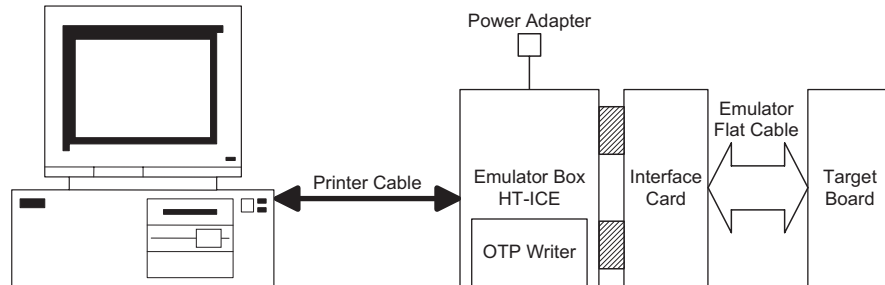 Power Adapter
Printer Cable
Emulator Box
HT-ICE
OTP Writer
Interface
Card
Emulator
Flat Cable
Target
Board